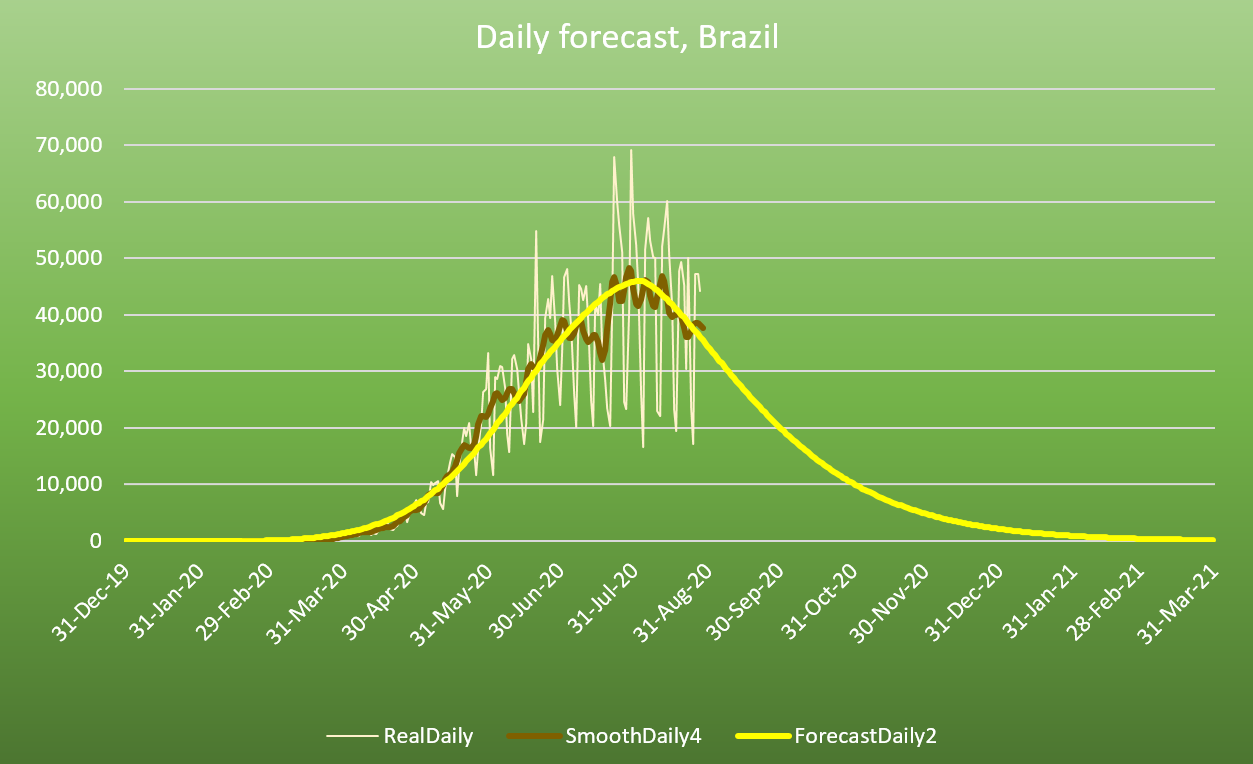 Daily forecast, Brazil
80,000
70,000
60,000
50,000
40,000
30,000
20,000
10,000
0
31-Dec-19
31-Jan-20
29-Feb-20
31-Mar-20
30-Apr-20
31-May-20
30-Jun-20
31-Jul-20
31-Aug-20
30-Sep-20
31-Oct-20
30-Nov-20
31-Dec-20
31-Jan-21
28-Feb-21
31-Mar-21
RealDaily SmoothDaily4 ForecastDaily2